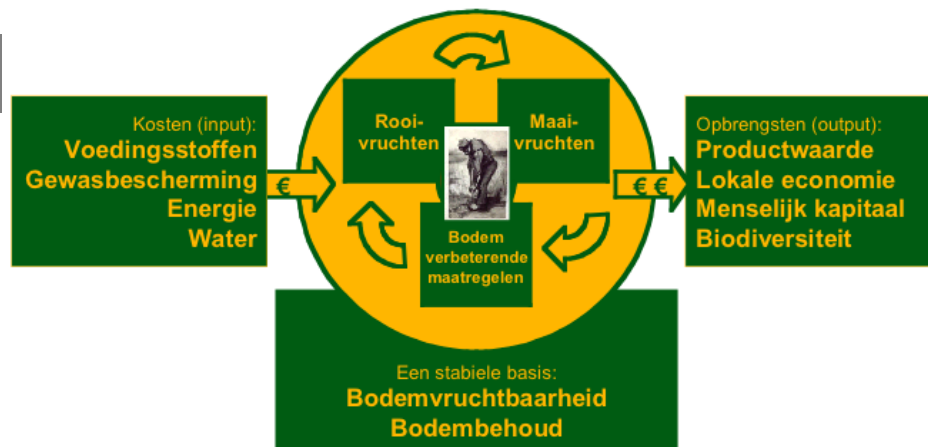 Kosten (input):
Voedingsstoffen
Gewasbescherming
Energie
Water
€
Rooi-
vruchten
Maai-
vruchten
Bodem
verbeterende
maatregelen
€ €
Opbrengsten (output):
Productwaarde
Lokale economie
Menselijk kapitaal
Biodiversiteit
Een stabiele basis:
Bodemvruchtbaarheid
Bodembehoud